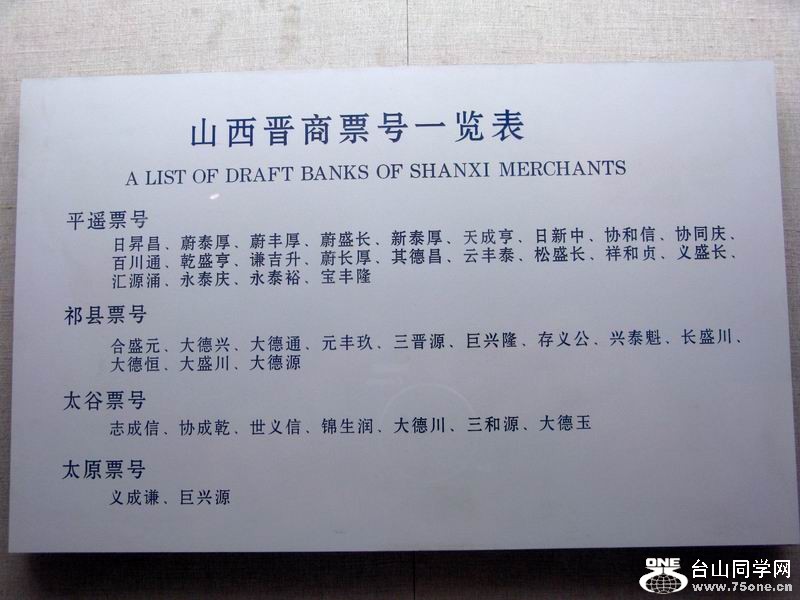 山西晋商票号一览表
A LIST OF DRAFT BANKS OF SHANXI MERCHANTS
平遥票号
日昇昌、蔚泰厚、蔚丰厚、蔚盛长、新泰厚、天成亨、日新中、协和信、协同庆、
百川通、乾盛亨、谦吉升、蔚长厚、其德昌、云丰泰、松盛长、祥和贞、义盛长、
汇源涌、永泰庆、永泰裕、宝丰隆
祁县票号
合盛元、大德兴、大德通、元丰玖、三晋源、巨兴隆、存义公、兴泰魁、长盛川、
大德恒、大盛川、大德源
太谷票号
志成信、协成乾、世义信、锦生润、大德川、三和源、大德玉
太原票号
义成谦、巨兴源
ONE 台山同学网
www.75one.cn